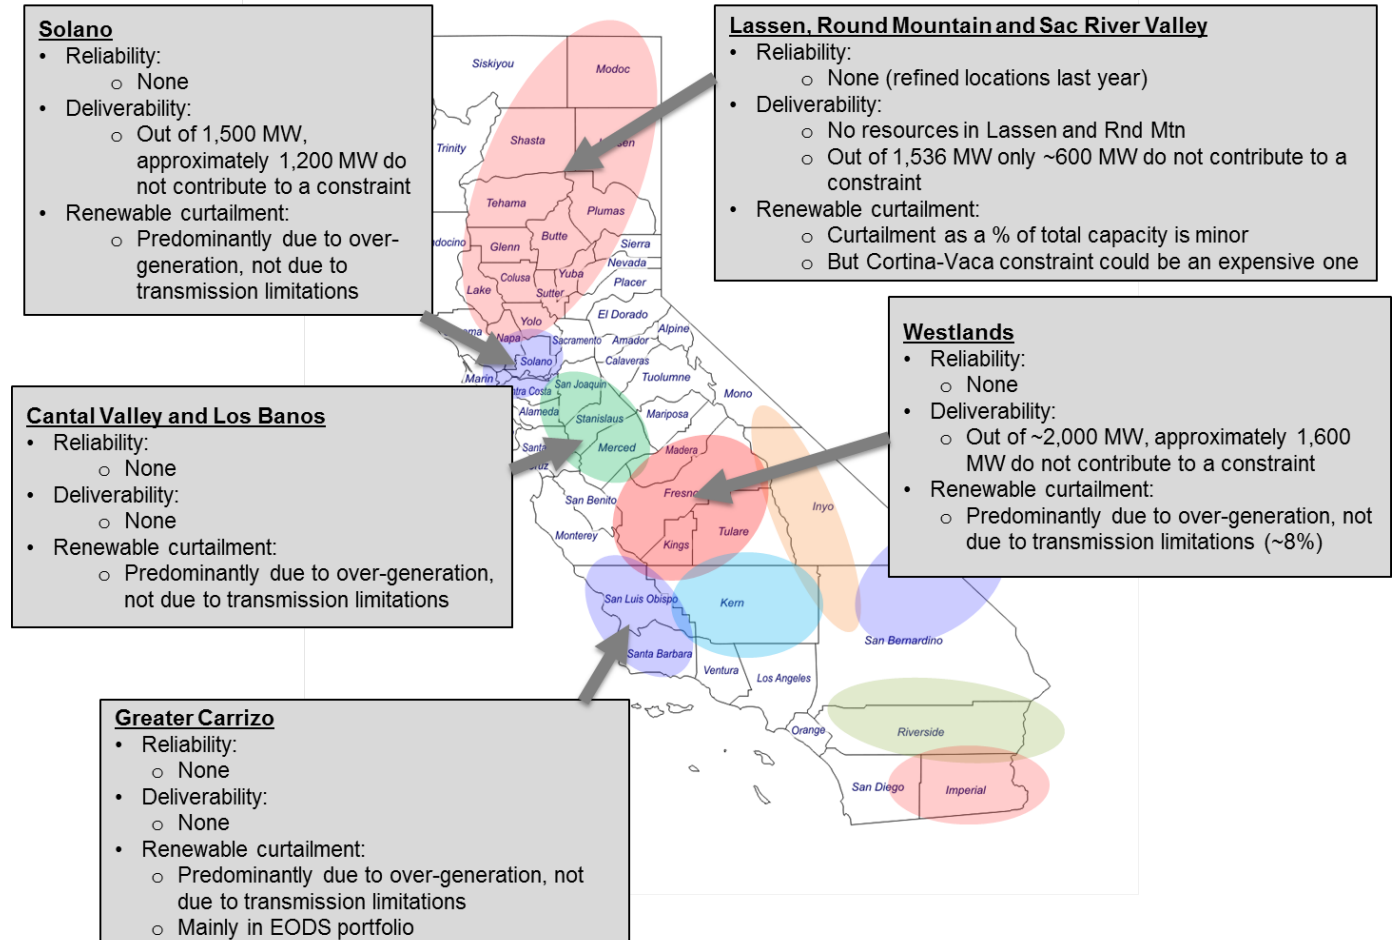 Solano
• Reliability:
o None
• Deliverability:
o Out of 1,500 MW,
approximately 1,200 MW do
not contribute to a constraint
• Renewable curtailment:
o Predominantly due to over-
generation, not due to
transmission limitations
Lassen, Round Mountain and Sac River Valley
• Reliability:
o None (refined locations last year)
• Deliverability:
o No resources in Lassen and Rnd Mtn
o Out of 1,536 MW only ~600 MW do not contribute to a
constraint
• Renewable curtailment:
o Curtailment as a % of total capacity is minor
o But Cortina-Vaca constraint could be an expensive one
Westlands
• Reliability:
o None
• Deliverability:
o Out of ~2,000 MW, approximately 1,600
MW do not contribute to a constraint
• Renewable curtailment:
o Predominantly due to over-generation, not
due to transmission limitations (~8%)
Cantal Valley and Los Banos
• Reliability:
o None
• Deliverability:
o None
• Renewable curtailment:
o Predominantly due to over-generation,
not due to transmission limitations
Greater Carrizo
• Reliability:
o None
• Deliverability:
o None
• Renewable curtailment:
o Predominantly due to over-generation, not
due to transmission limitations
o Mainly in EODS portfolio
Siskiyou
Modoc
Trinity
Shasta
Tehama
Plumas
Butte
Glenn
Sierra
Nevada
Placer
Colusa
Yuba
Sutter
Lake
Yolo
El Dorado
Napa
Sacramento
Amador
Alpine
Solano
Calaveras
Marin
San Joaquin
Tuolumne
Mono
Alameda
Stanislaus
Mariposa
Santa
Merced
Madera
San Benito
Fresno
Inyo
Monterey
Kings
Tulare
San Luis Obispo
Kern
San Bernardino
Santa Barbara
Ventura
Los Angeles
Orange
Riverside
San Diego
Imperial